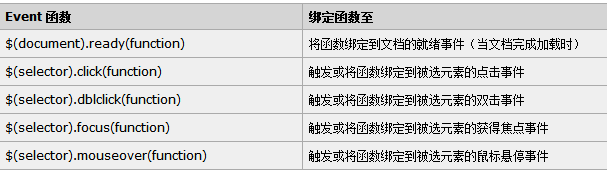 Event 函数 绑定函数至
$(document).ready(function) 将函数绑定到文档的就绪事件（当文档完成加载时）
$(selector).click(function) 触发或将函数绑定到被选元素的点击事件
$(selector).dblclick(function) 触发或将函数绑定到被选元素的双击事件
$(selector).focus(function) 触发或将函数绑定到被选元素的获得焦点事件
$(selector).mouseover(function) 触发或将函数绑定到被选元素的鼠标悬停事件